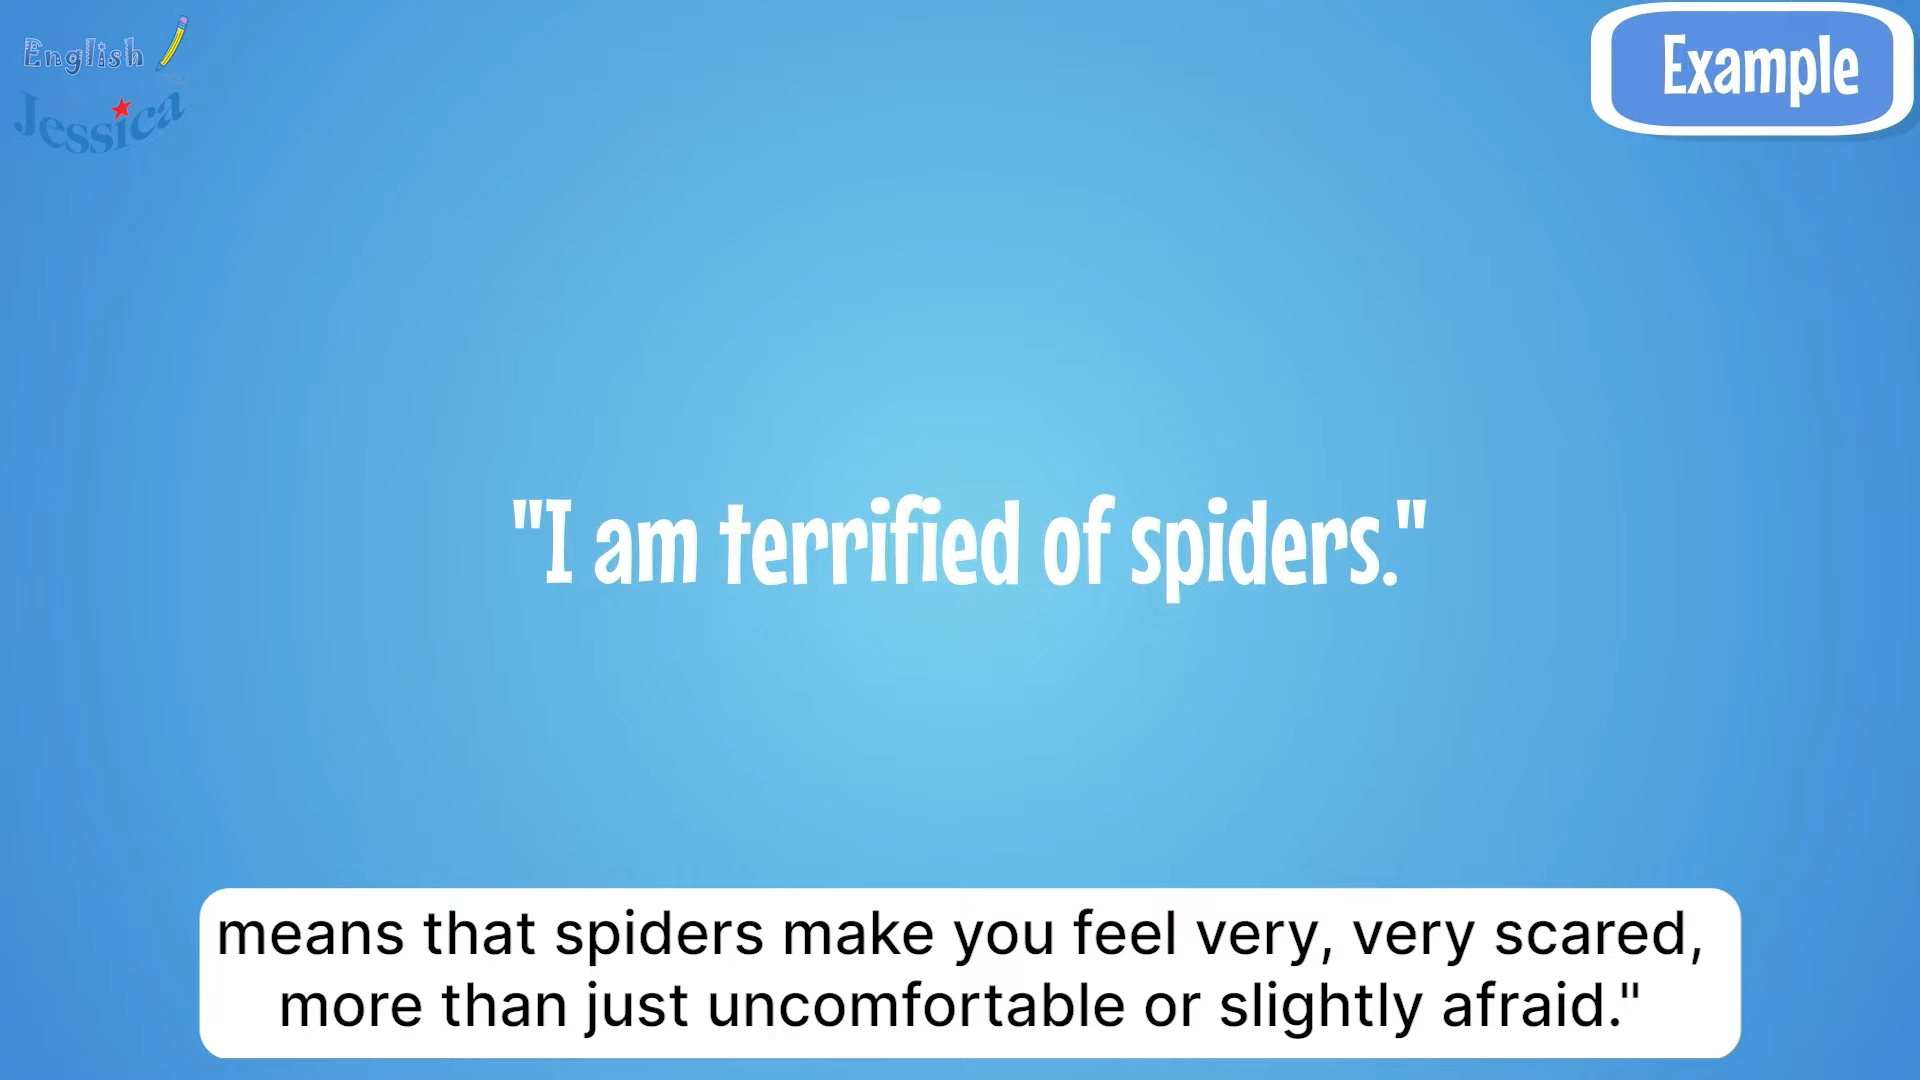 English
Jessica
Example
"I am terrified of spiders."
means that spiders make you feel very, very scared,
more than just uncomfortable or slightly afraid."